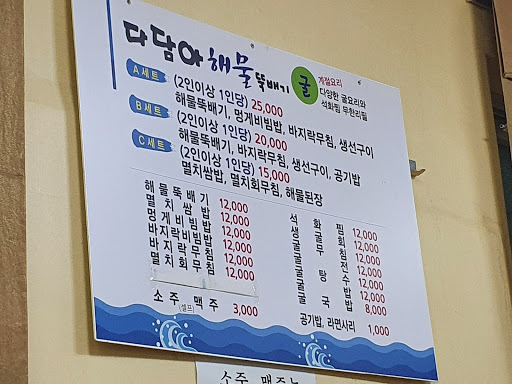 다담아 해물 뚝배기
굴
계절요리
다양한 굴요리와
석화찜 무한리필
A세트 (2인이상 1인당) 25,000
해물뚝배기, 멍게비빔밥, 바지락무침, 생선구이
B세트 (2인이상 1인당) 20,000
해물뚝배기, 바지락무침, 생선구이, 공기밥
C세트 (2인이상 1인당) 15,000
멸치쌈밥, 멸치회무침, 해물된장
해물뚝배기 12,000
멸치쌈밥 12,000
멍게비빔밥 12,000
바지락비빔밥 12,000
바지락무침 12,000
멸치회무침 12,000
소주 맥주 3,000
(셀프)
석화찜 12,000
생굴회 12,000
굴무침 12,000
굴전 12,000
굴탕수 12,000
굴밥 12,000
굴국밥 8,000
공기밥, 라면사리 1,000
소주 맥주